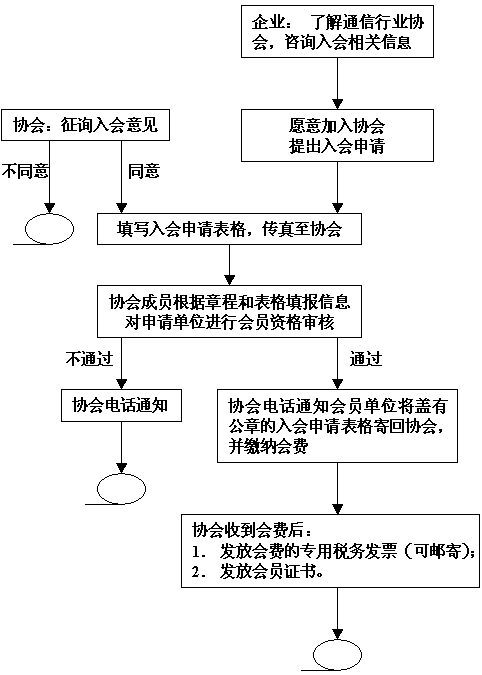 企业： 了解通信行业协
会，咨询入会相关信息
协会：征询入会意见
愿意加入协会
提出入会申请
不同意
同意
填写入会申请表格，传真至协会
协会成员根据章程和表格填报信息
对申请单位进行会员资格审核
不通过
通过
协会电话通知
协会电话通知会员单位将盖有
公章的入会申请表格寄回协会，
并缴纳会费
协会收到会费后：
1． 发放会费的专用税务发票（可邮寄）；
2． 发放会员证书。